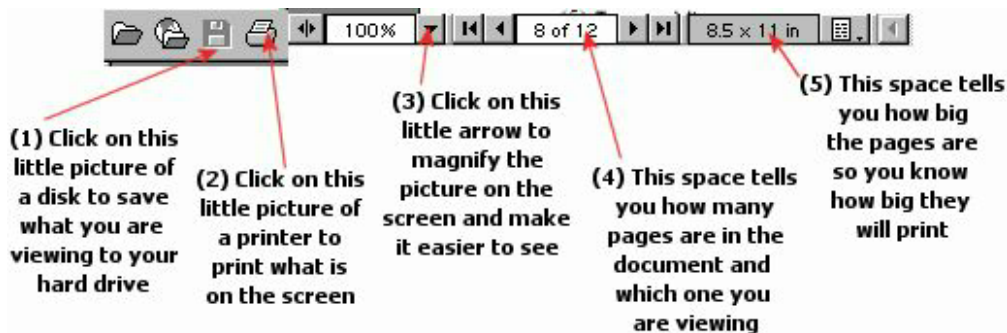 100%
8 of 12
8.5 x 11 in
(1) Click on this
little picture of
a disk to save
what you are
viewing to your
hard drive
(2) Click on this
little picture of
a printer to
print what is
on the screen
(3) Click on this
little arrow to
magnify the
picture on the
screen and make
it easier to see
(4) This space tells
you how many
pages are in the
document and
which one you
are viewing
(5) This space tells
you how big
the pages are
so you know
how big they
will print